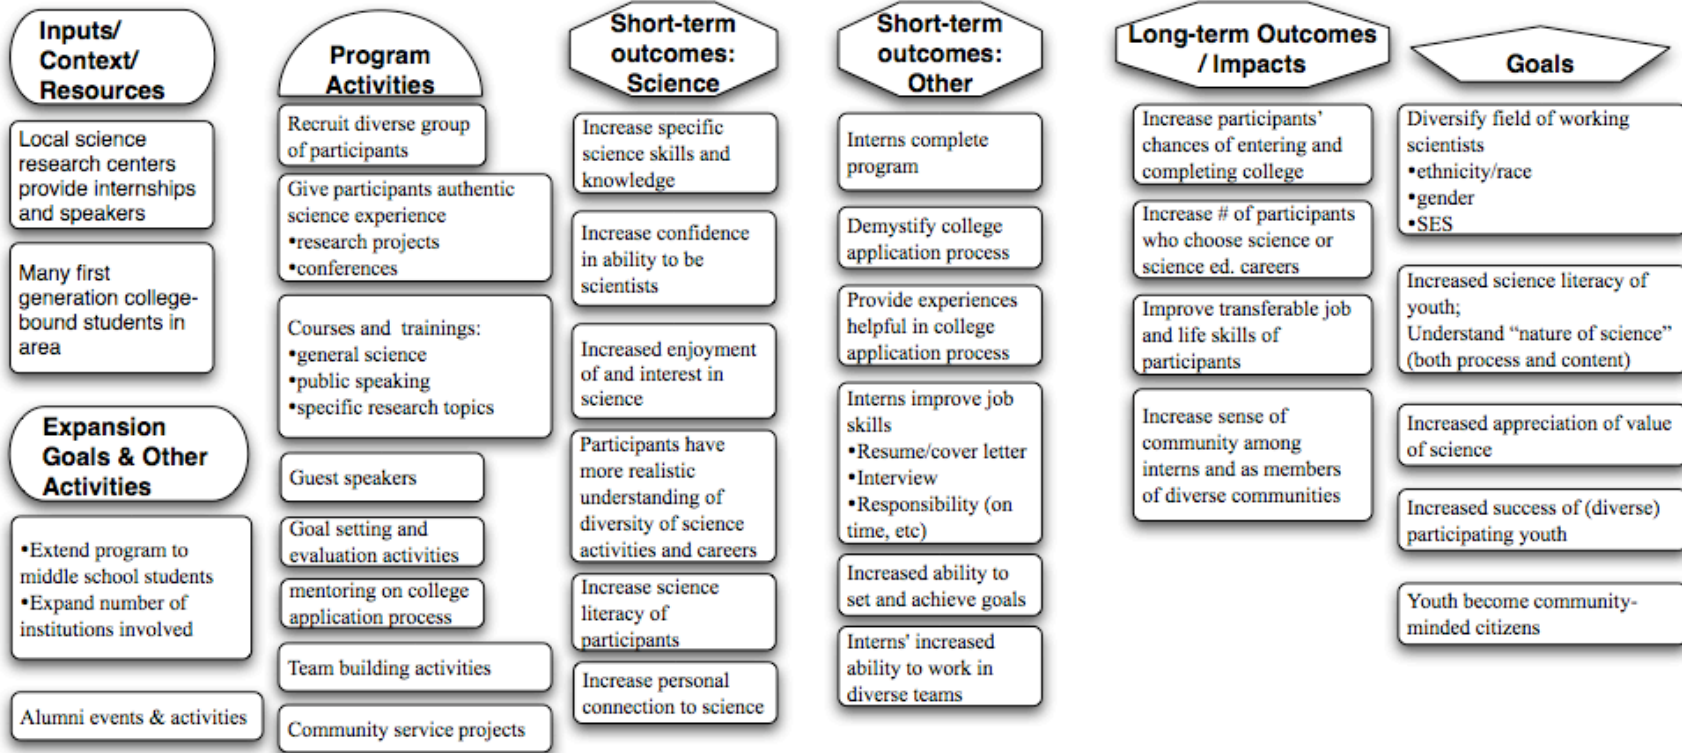 Inputs/
Context/
Resources
Local science
research centers
provide internships
and speakers
Many first
generation college-
bound students in
area
Expansion
Goals & Other
Activities
•Extend program to
middle school students
•Expand number of
institutions involved
Alumni events & activities
Program
Activities
Recruit diverse group
of participants
Give participants authentic
science experience
•research projects
•conferences
Courses and trainings:
•general science
•public speaking
•specific research topics
Guest speakers
Goal setting and
evaluation activities
mentoring on college
application process
Team building activities
Community service projects
Short-term
outcomes:
Science
Increase specific
science skills and
knowledge
Increase confidence
in ability to be
scientists
Increased enjoyment
of and interest in
science
Participants have
more realistic
understanding of
diversity of science
activities and careers
Increase science
literacy of
participants
Increase personal
connection to science
Short-term
outcomes:
Other
Interns complete
program
Demystify college
application process
Provide experiences
helpful in college
application process
Interns improve job
skills
•Resume/cover letter
•Interview
•Responsibility (on
time, etc)
Increased ability to
set and achieve goals
Interns' increased
ability to work in
diverse teams
Long-term Outcomes
/ Impacts
Increase participants'
chances of entering and
completing college
Increase # of participants
who choose science or
science ed. careers
Improve transferable job
and life skills of
participants
Increase sense of
community among
interns and as members
of diverse communities
Goals
Diversify field of working
scientists
•ethnicity/race
•gender
•SES
Increased science literacy of
youth;
Understand “nature of science”
(both process and content)
Increased appreciation of value
of science
Increased success of (diverse)
participating youth
Youth become community-
minded citizens